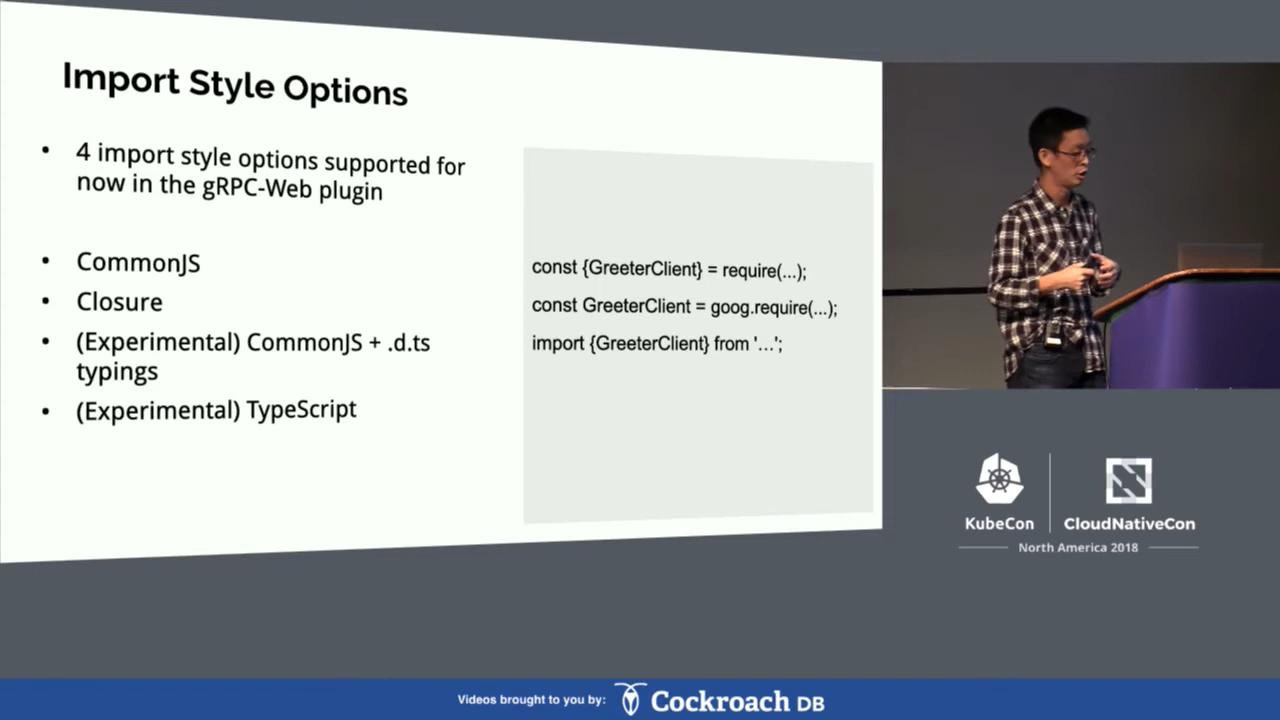 Import Style Options
• 4 import style options supported for
now in the gRPC-Web plugin
• CommonJS
• Closure
• (Experimental) CommonJS + .d.ts
typings
• (Experimental) TypeScript
const {GreeterClient} = require(...);
const GreeterClient = goog.require(...);
import {GreeterClient} from '...';
KubeCon
CloudNativeCon
North America 2018
Videos brought to you by:
Cockroach DB